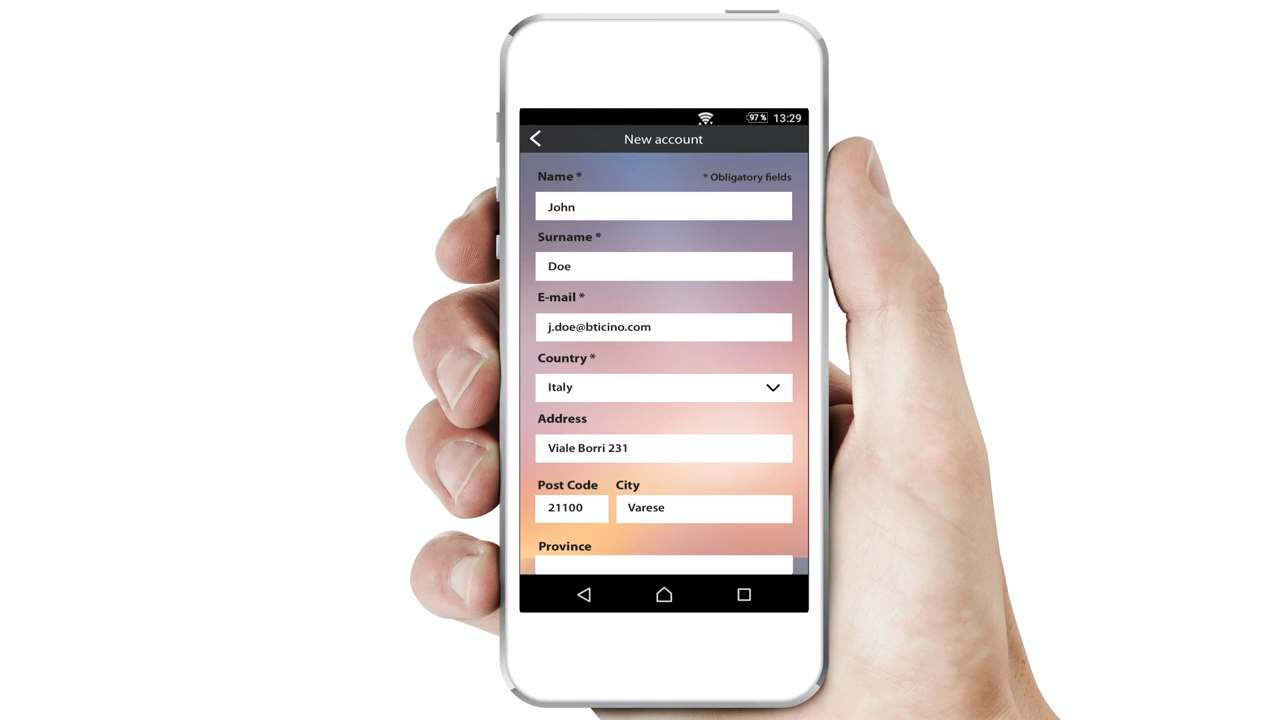 97 % 13:29
New account
Name * * Obligatory fields
John
Surname *
Doe
E-mail *
j.doe@bticino.com
Country *
Italy
Address
Viale Borri 231
Post Code City
21100 Varese
Province